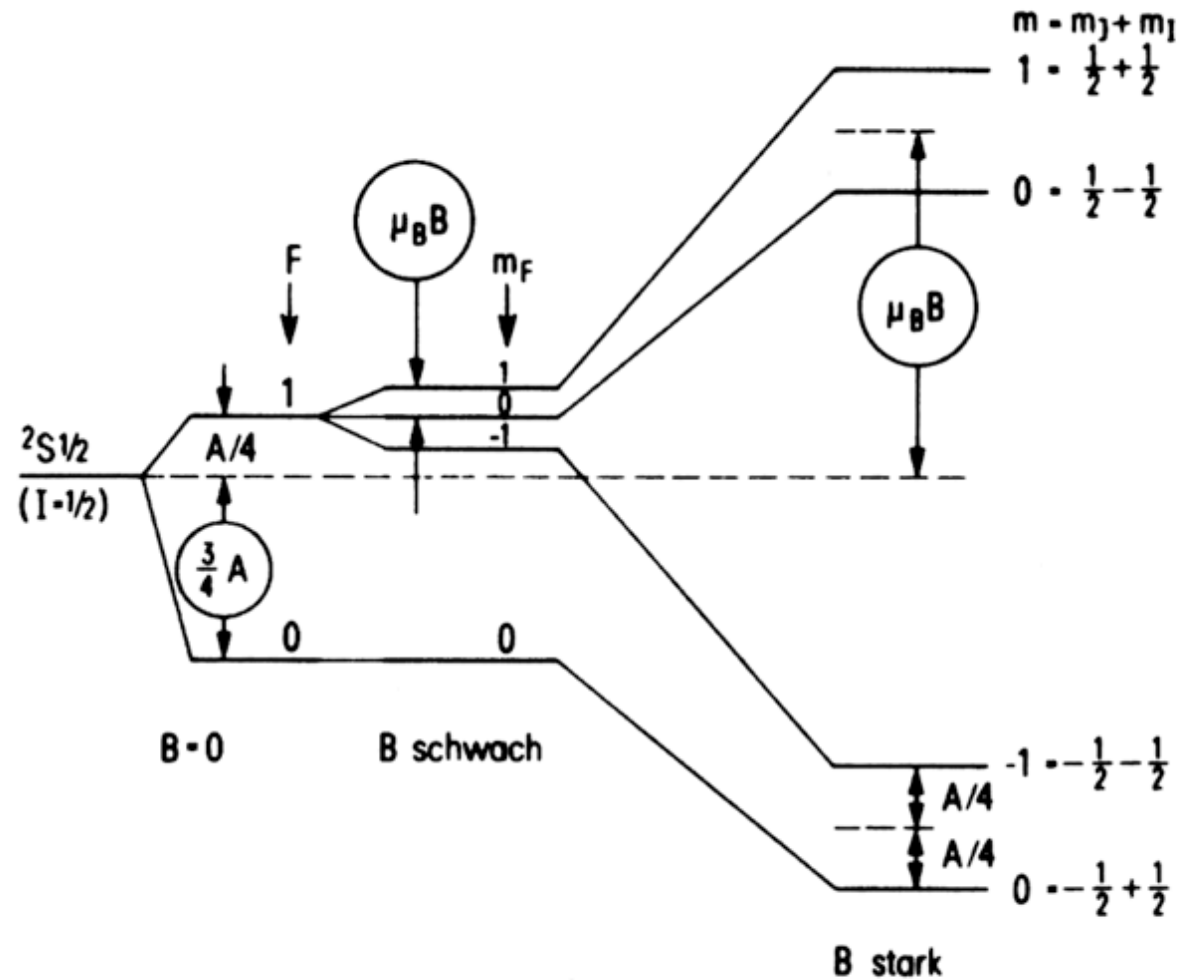 m = mJ + mI
1 = 1/2 + 1/2
0 = 1/2 - 1/2
μBB
F
mF
μBB
1
1
0
-1
²S1/2
A/4
(I=1/2)
3/4 A
0
0
B=0
B schwach
-1 = -1/2 - 1/2
A/4
A/4
0 = -1/2 + 1/2
B stark